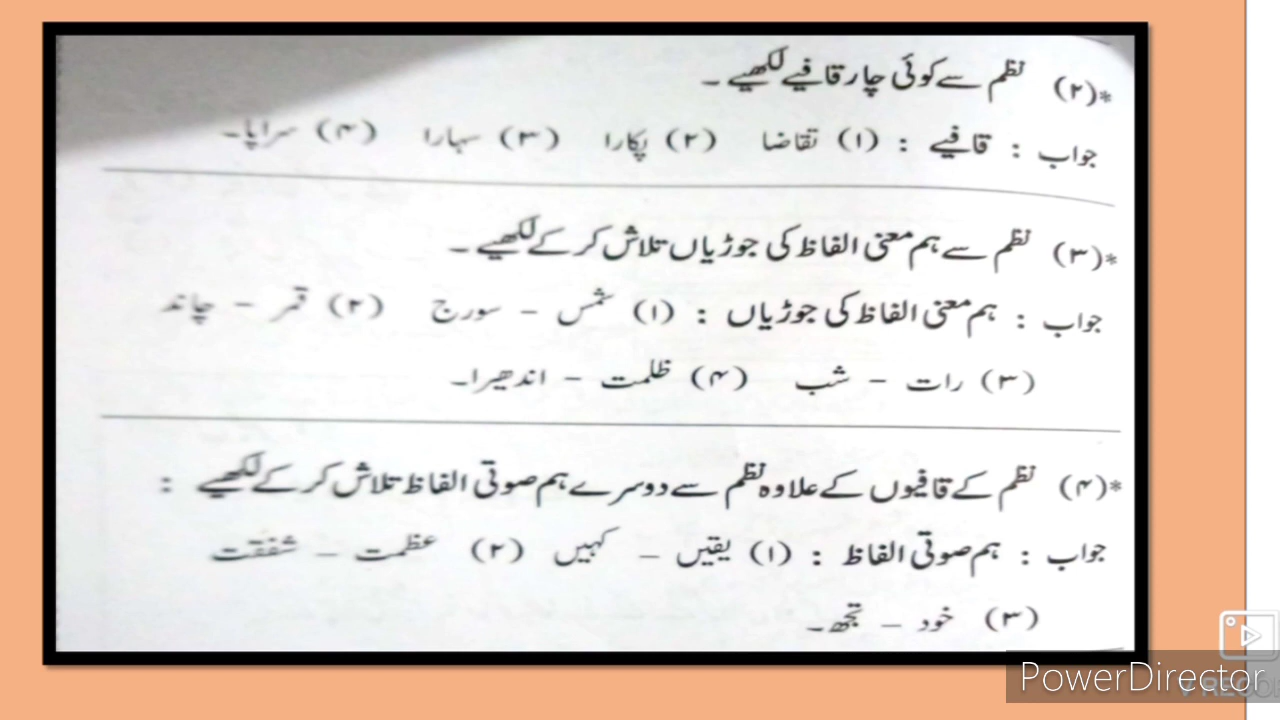 *(۲) نظم سے کوئی چار قافیے لکھیے ۔
جواب : قافیے : (۱) تقاضا (۲) پکارا (۳) سہارا (۴) سراپا۔
*(۳) نظم سے ہم معنی الفاظ کی جوڑیاں تلاش کر کے لکھیے ۔
جواب : ہم معنی الفاظ کی جوڑیاں : (۱) شمس – سورج (۲) قمر – چاند
(۳) رات – شب (۴) ظلمت – اندھیرا۔
*(۴) نظم کے قافیوں کے علاوہ نظم سے دوسرے ہم صوتی الفاظ تلاش کر کے لکھیے :
جواب : ہم صوتی الفاظ : (۱) یقیں – کہیں (۲) عظمت – شفقت
(۳) خود – تجھ۔
PowerDirector